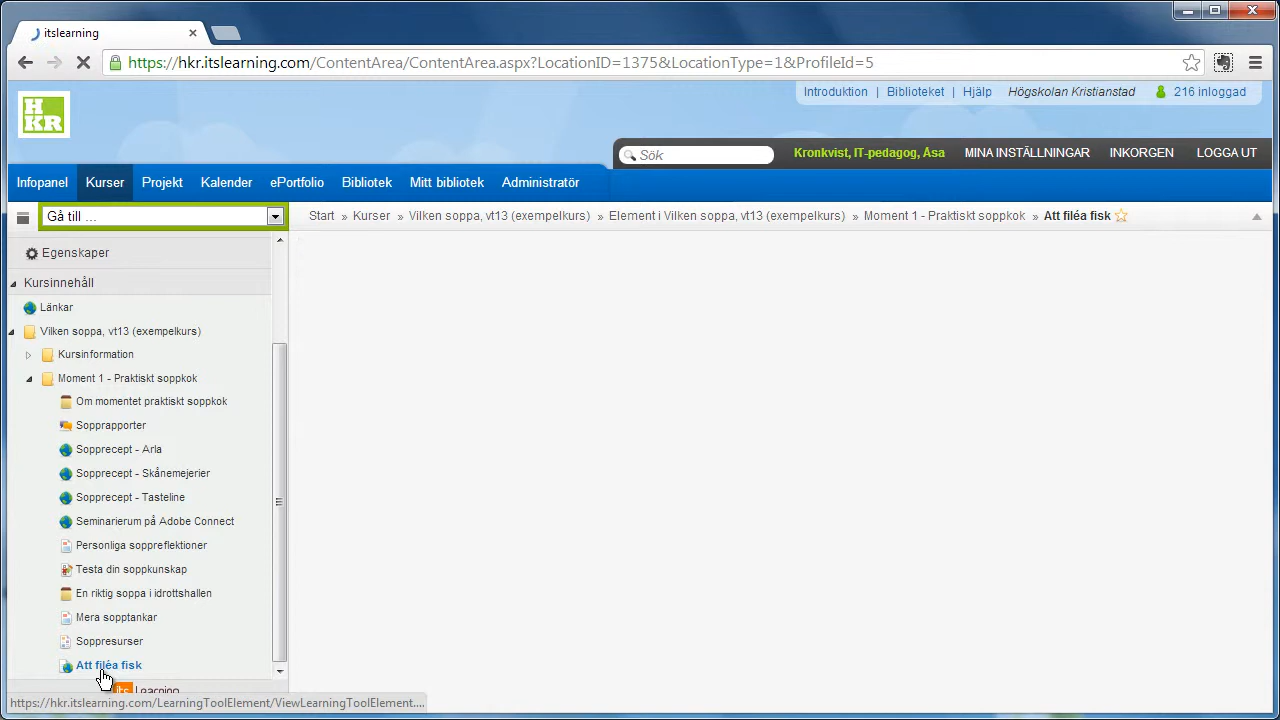 itslearning
https://hkr.itslearning.com/ContentArea/ContentArea.aspx?LocationID=1375&LocationType=1&ProfileId=5
HKR
Introduktion | Biblioteket | Hjälp Högskolan Kristianstad 216 inloggad
Sök Kronkvist, IT-pedagog, Åsa MINA INSTÄLLNINGAR INKORGEN LOGGA UT
Infopanel Kurser Projekt Kalender ePortfolio Bibliotek Mitt bibliotek Administratör
Gå till ... Start » Kurser » Vilken soppa, vt13 (exempelkurs) » Element i Vilken soppa, vt13 (exempelkurs) » Moment 1 - Praktiskt soppkok » Att filéa fisk
Egenskaper
Kursinnehåll
Länkar
Vilken soppa, vt13 (exempelkurs)
Kursinformation
Moment 1 - Praktiskt soppkok
Om momentet praktiskt soppkok
Sopprapporter
Sopprecept - Arla
Sopprecept - Skånemejerier
Sopprecept - Tasteline
Seminarierum på Adobe Connect
Personliga soppreflektioner
Testa din soppkunskap
En riktig soppa i idrottshallen
Mera sopptankar
Soppresurser
Att filéa fisk
its Learning
https://hkr.itslearning.com/LearningToolElement/ViewLearningToolElement....